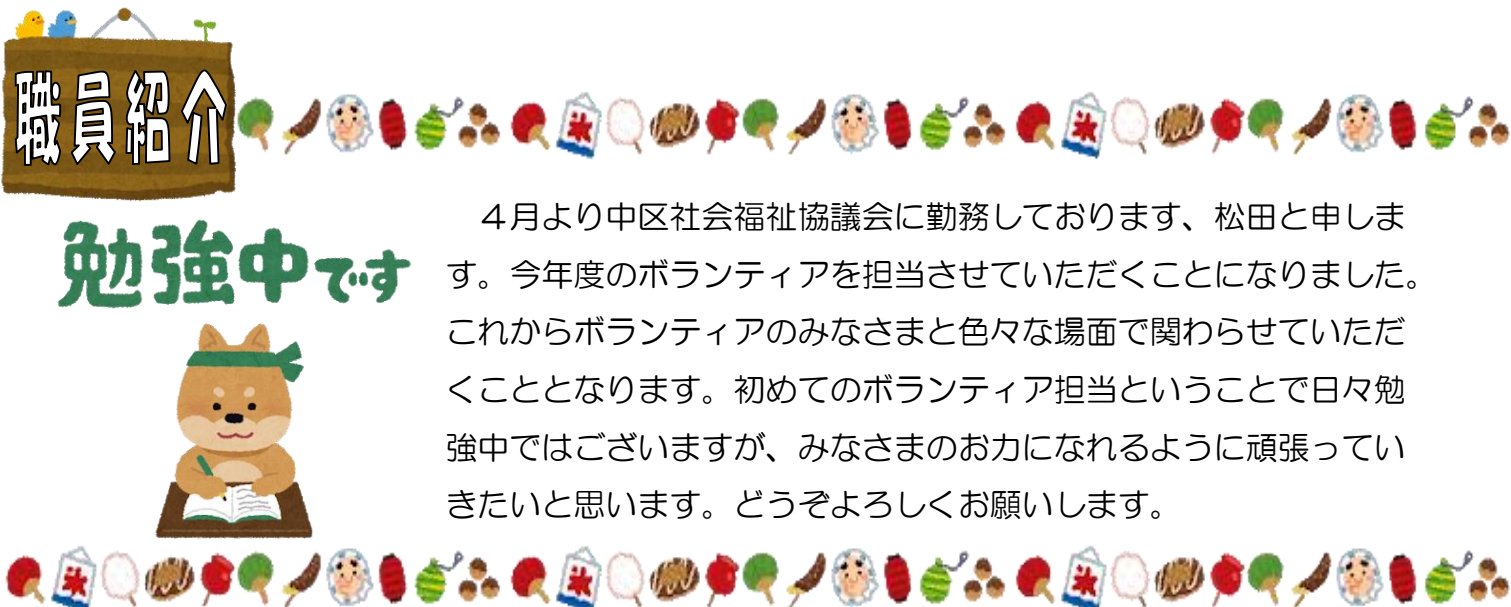 職員紹介
氷 氷 氷
勉強中です
　４月より中区社会福祉協議会に勤務しております、松田と申しま
す。今年度のボランティアを担当させていただくことになりました。
これからボランティアのみなさまと色々な場面で関わらせていただ
くこととなります。初めてのボランティア担当ということで日々勉
強中ではございますが、みなさまのお力になれるように頑張ってい
きたいと思います。どうぞよろしくお願いします。
氷 氷 氷